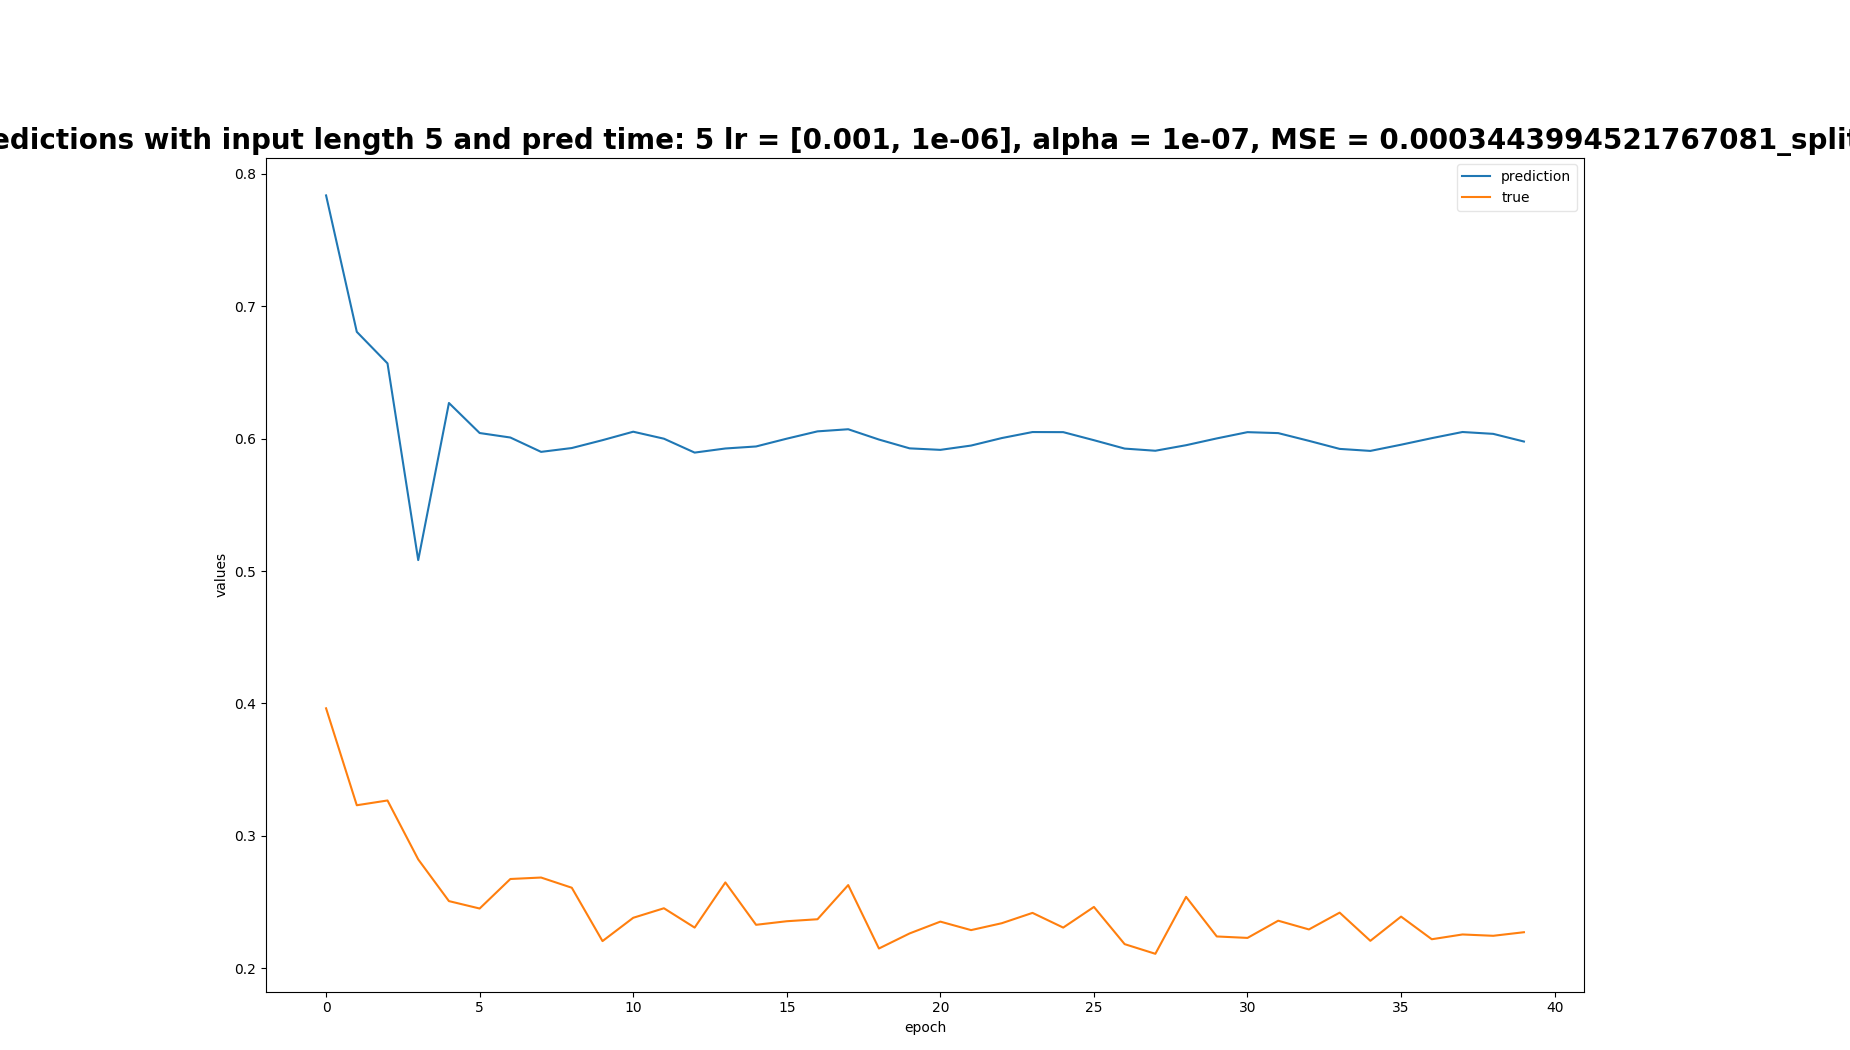 edictions with input length 5 and pred time: 5 lr = [0.001, 1e-06], alpha = 1e-07, MSE = 0.0003443994521767081_split
prediction
true
0.8
0.7
0.6
0.5
0.4
0.3
0.2
values
0 5 10 15 20 25 30 35 40
epoch